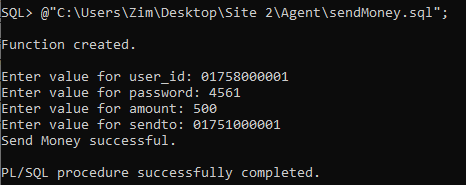 SQL> @"C:\Users\Zim\Desktop\Site 2\Agent\sendMoney.sql";
Function created.
Enter value for user_id: 01758000001
Enter value for password: 4561
Enter value for amount: 500
Enter value for sendto: 01751000001
Send Money successful.
PL/SQL procedure successfully completed.